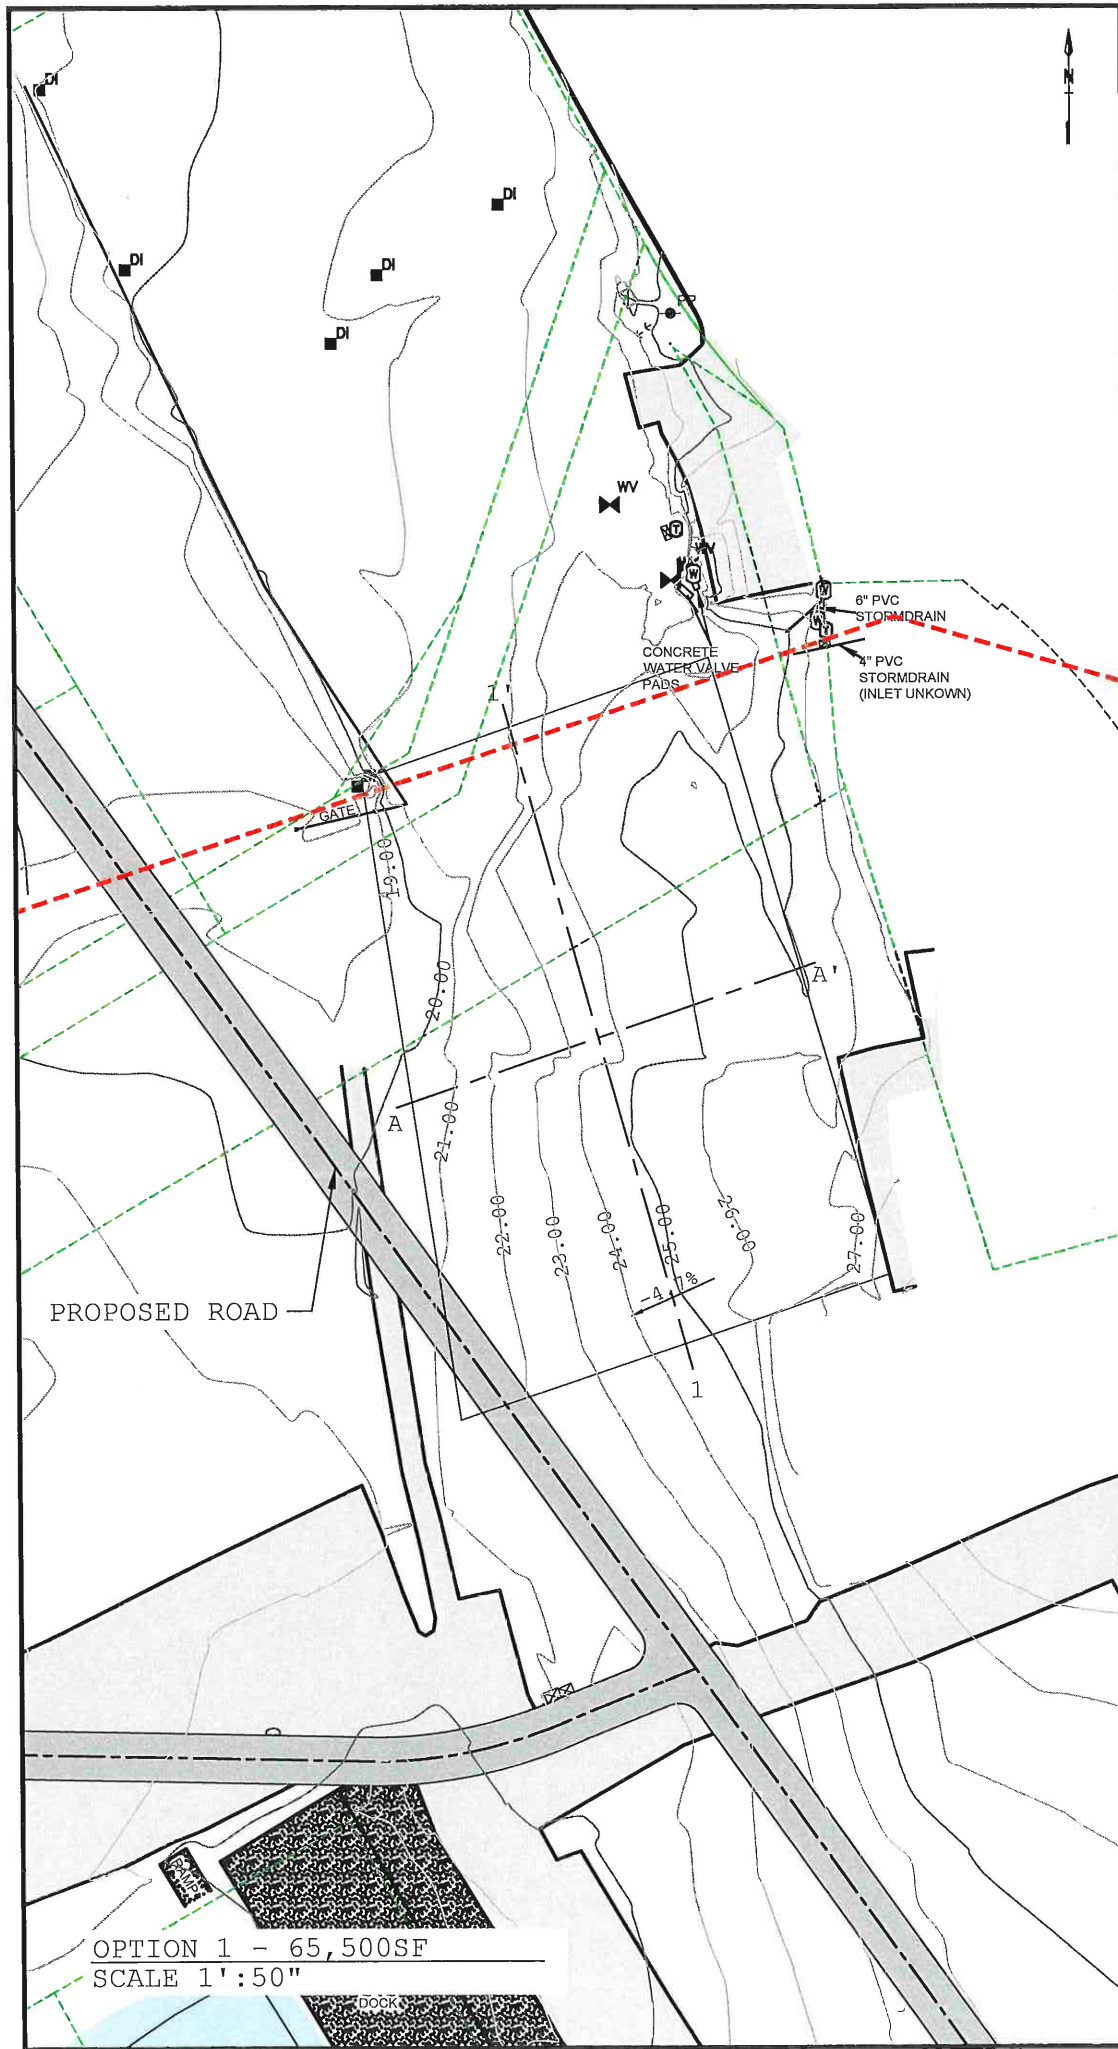 DI
N
DI
DI
DI
DI
PP
WV
T
WV
W
W
6" PVC
STORMDRAIN
W
V
CONCRETE
WATER VALVE
PADS
4" PVC
STORMDRAIN
(INLET UNKOWN)
1'
GATE
19.00
20.00
A'
A
21.00
22.00
23.00
24.00
25.00
26.00
27.00
-4.7%
PROPOSED ROAD
1
RAMP
OPTION 1 - 65,500SF
SCALE 1':50"
DOCK